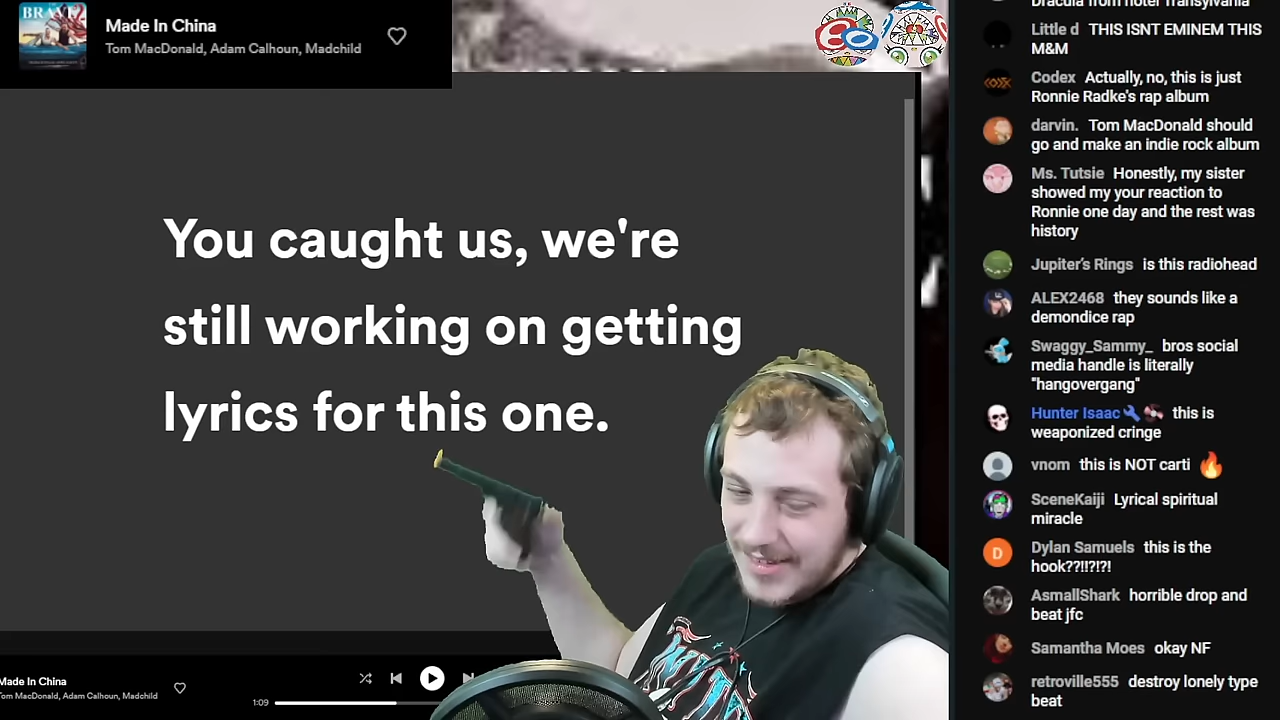 BRAVE 2
Made In China
Tom MacDonald, Adam Calhoun, Madchild
You caught us, we're
still working on getting
lyrics for this one.
Made In China
Tom MacDonald, Adam Calhoun, Madchild
1:09
Dracula from hotel Transylvania
Little d THIS ISNT EMINEM THIS
M&M
Codex Actually, no, this is just
Ronnie Radke's rap album
darvin. Tom MacDonald should
go and make an indie rock album
Ms. Tutsie Honestly, my sister
showed my your reaction to
Ronnie one day and the rest was
history
Jupiter's Rings is this radiohead
ALEX2468 they sounds like a
demondice rap
Swaggy_Sammy_ bros social
media handle is literally
"hangovergang"
Hunter Isaac this is
weaponized cringe
vnom this is NOT carti
SceneKaiji Lyrical spiritual
miracle
D
Dylan Samuels this is the
hook??!!?!?!
AsmallShark horrible drop and
beat jfc
Samantha Moes okay NF
retroville555 destroy lonely type
beat